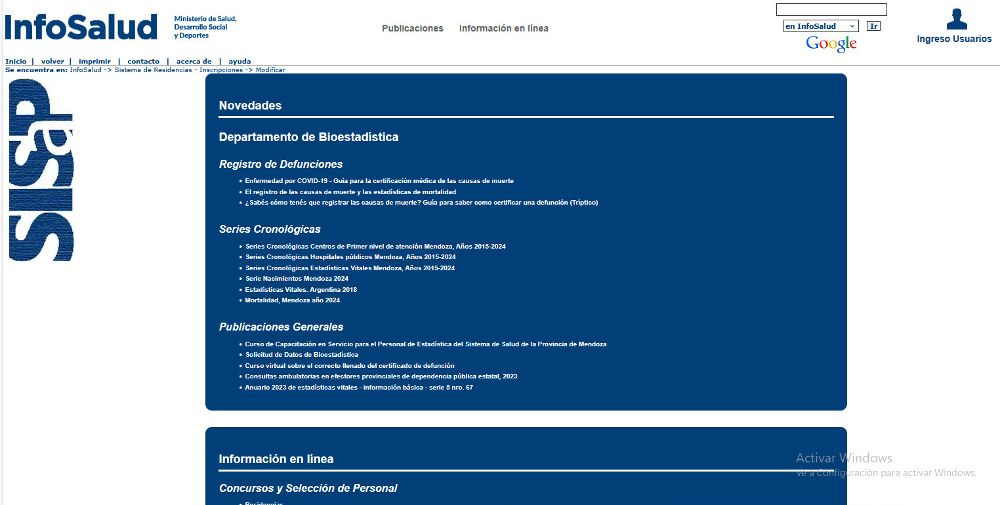 InfoSalud
Ministerio de Salud,
Desarrollo Social
y Deportes
Publicaciones Información en línea
en InfoSalud Ir
Google
Ingreso Usuarios
Inicio | volver | imprimir | contacto | acerca de | ayuda
Se encuentra en: InfoSalud -> Sistema de Residencias - Inscripciones -> Modificar
SISap
Novedades
Departamento de Bioestadística
Registro de Defunciones
• Enfermedad por COVID-19 - Guía para la certificación médica de las causas de muerte
• El registro de las causas de muerte y las estadísticas de mortalidad
• ¿Sabés cómo tenés que registrar las causas de muerte? Guía para saber como certificar una defunción (Tríptico)
Series Cronológicas
• Series Cronológicas Centros de Primer nivel de atención Mendoza, Años 2015-2024
• Series Cronológicas Hospitales públicos Mendoza, Años 2015-2024
• Series Cronológicas Estadísticas Vitales Mendoza, Años 2015-2024
• Serie Nacimientos Mendoza 2024
• Estadísticas Vitales. Argentina 2018
• Mortalidad, Mendoza año 2024
Publicaciones Generales
• Curso de Capacitación en Servicio para el Personal de Estadística del Sistema de Salud de la Provincia de Mendoza
• Solicitud de Datos de Bioestadística
• Curso virtual sobre el correcto llenado del certificado de defunción
• Consultas ambulatorias en efectores provinciales de dependencia pública estatal, 2023
• Anuario 2023 de estadísticas vitales - información básica - serie 5 nro. 67
Información en línea
Concursos y Selección de Personal
• Residencias
Activar Windows
Ve a Configuración para activar Windows.